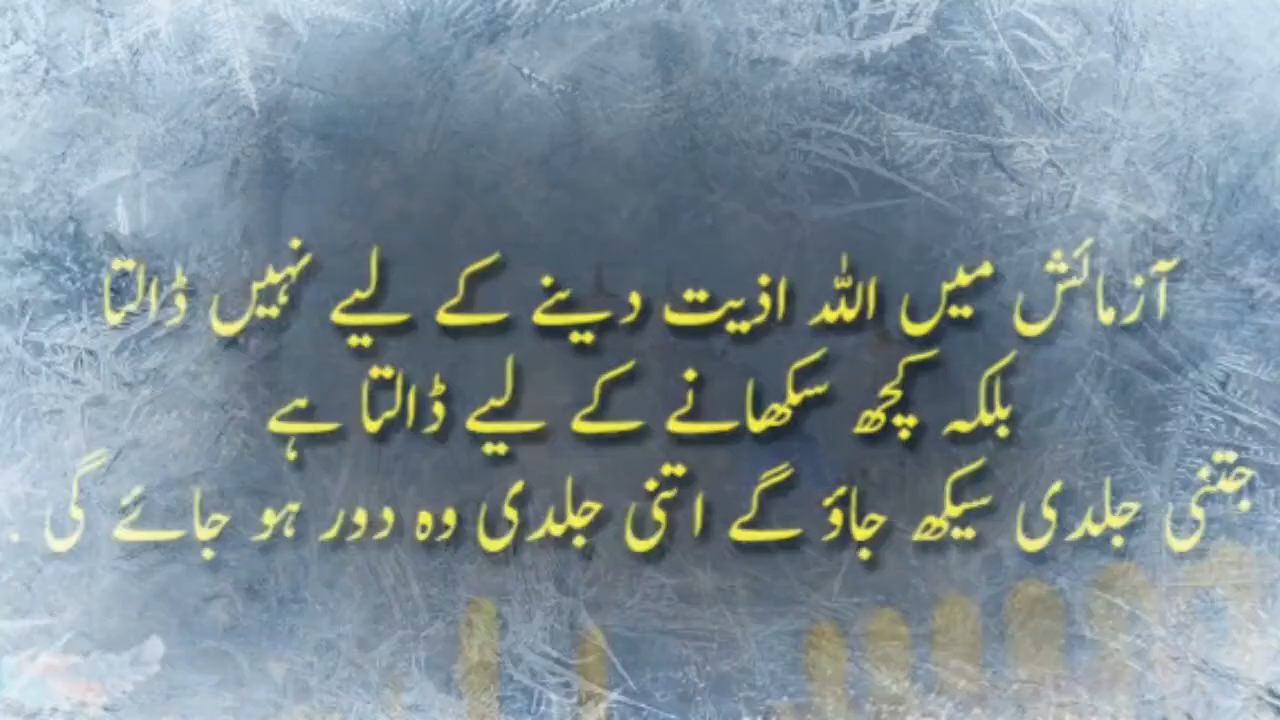 آزمائش میں اللہ اذیت دینے کے لیے نہیں ڈالتا
بلکہ کچھ سکھانے کے لیے ڈالتا ہے
جتنی جلدی سیکھ جاؤ گے اتنی جلدی وہ دور ہو جائے گی .